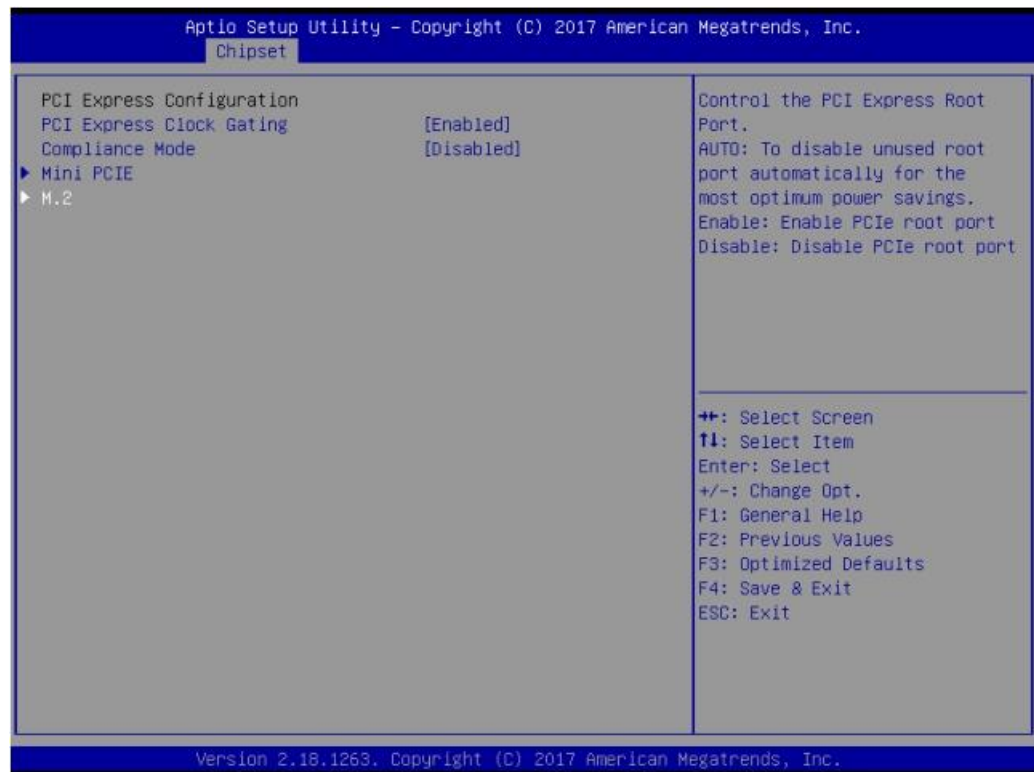 Aptio Setup Utility – Copyright (C) 2017 American Megatrends, Inc.
Chipset
PCI Express Configuration
PCI Express Clock Gating [Enabled]
Compliance Mode [Disabled]
▶ Mini PCIE
▶ M.2
Control the PCI Express Root
Port.
AUTO: To disable unused root
port automatically for the
most optimum power savings.
Enable: Enable PCIe root port
Disable: Disable PCIe root port
→←: Select Screen
↑↓: Select Item
Enter: Select
+/-: Change Opt.
F1: General Help
F2: Previous Values
F3: Optimized Defaults
F4: Save & Exit
ESC: Exit
Version 2.18.1263. Copyright (C) 2017 American Megatrends, Inc.